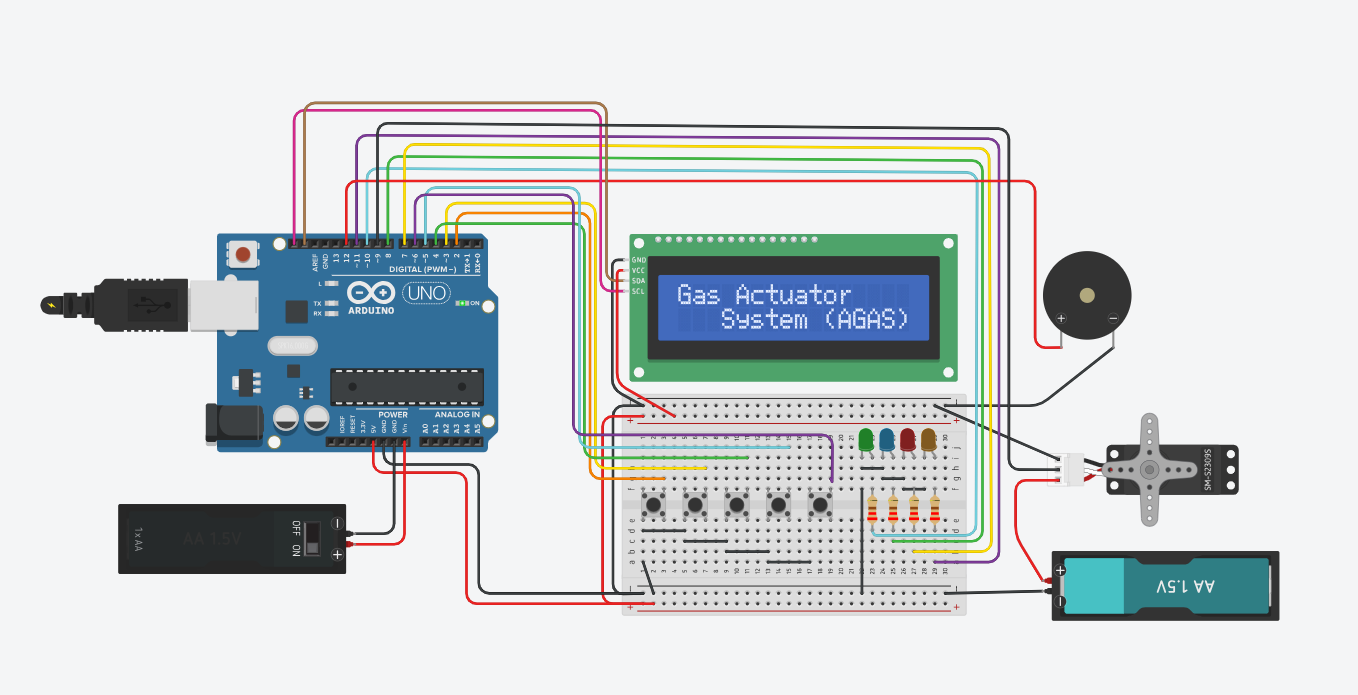 AREF
GND
13
12
~11
~10
~9
8
7
~6
~5
4
~3
2
TX→1
RX←0
DIGITAL (PWM~)
L
TX
RX
ARDUINO
UNO
ON
IOREF
RESET
3.3V
5V
GND
GND
Vin
POWER
ANALOG IN
A0
A1
A2
A3
A4
A5
GND
VCC
SDA
SCL
Gas Actuator
System (AGAS)
1 x AA
AA 1.5V
OFF
ON
SM-S2309S
AA 1.5V